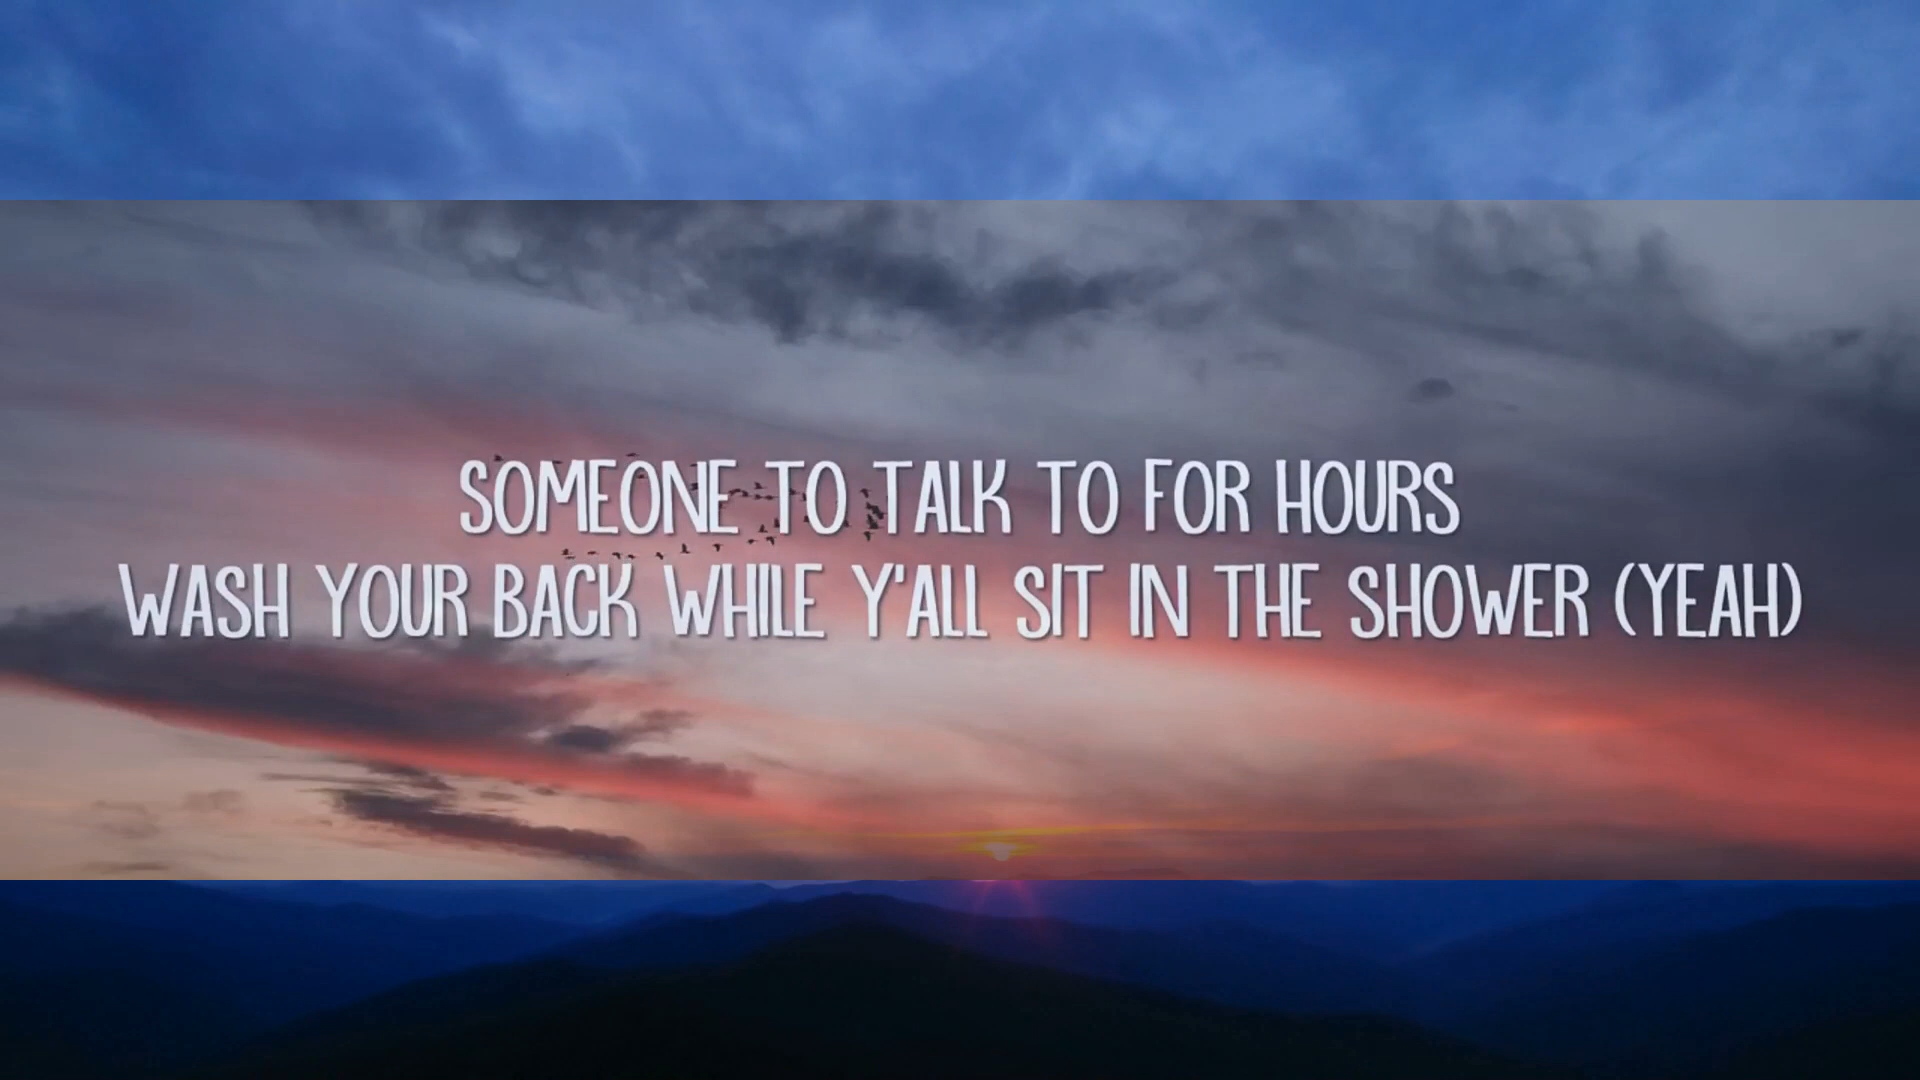 SOMEONE TO TALK TO FOR HOURS
WASH YOUR BACK WHILE Y'ALL SIT IN THE SHOWER (YEAH)